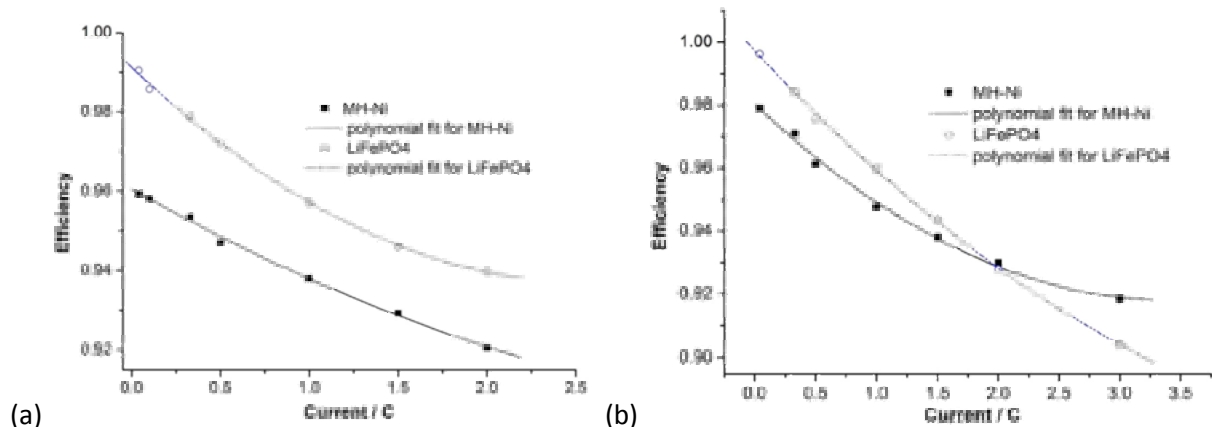 1.00
0.98
0.96
0.94
0.92
Efficiency
MH-Ni
polynomial fit for MH-Ni
LiFePO4
polynomial fit for LiFePO4
0.0 0.5 1.0 1.5 2.0 2.5
Current / C
(a)
1.00
0.98
0.96
0.94
0.92
0.90
Efficiency
MH-Ni
polynomial fit for MH-Ni
LiFePO4
polynomial fit for LiFePO4
0.0 0.5 1.0 1.5 2.0 2.5 3.0 3.5
Current / C
(b)